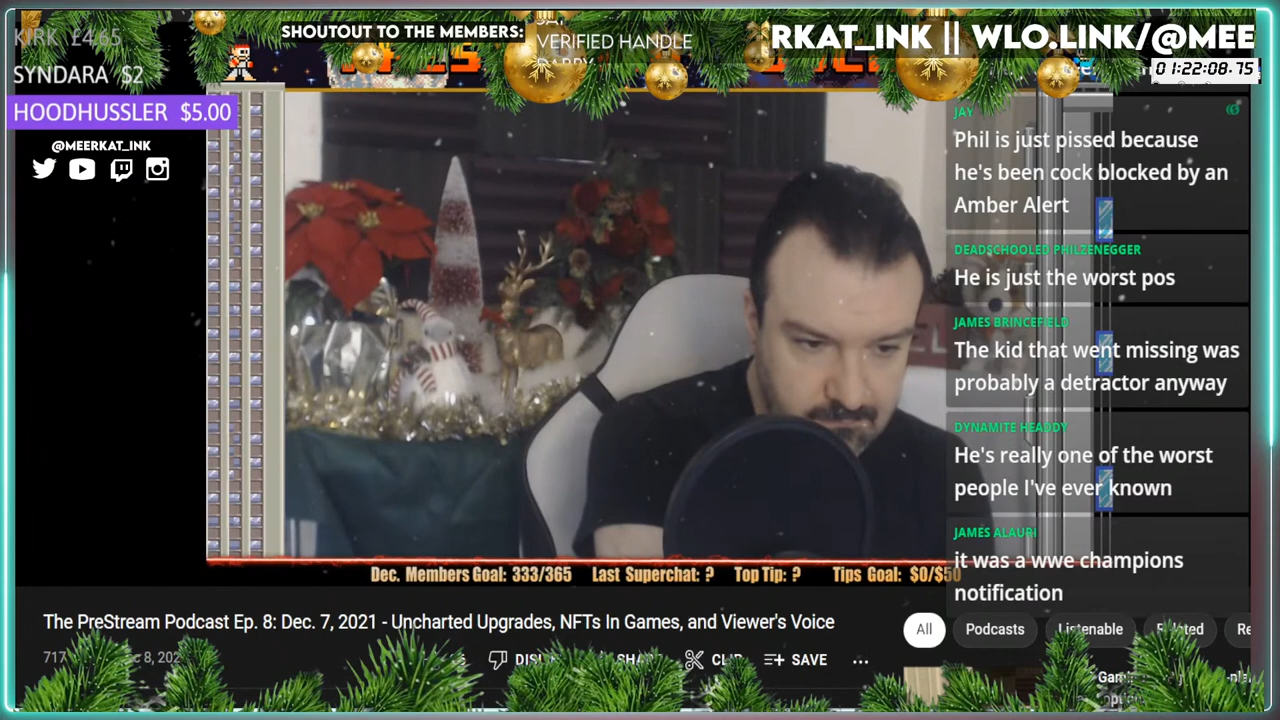 KIRK £4.65
SYNDARA $2
HOODHUSSLER $5.00
@MEERKAT_INK
SHOUTOUT TO THE MEMBERS:
VERIFIED HANDLE
RKAT_INK || WLO.LINK/@MEE
01:22:08.75
JAY
Phil is just pissed because
he's been cock blocked by an
Amber Alert
DEADSCHOOLED PHILZENEGGER
He is just the worst pos
JAMES BRINCEFIELD
The kid that went missing was
probably a detractor anyway
DYNAMITE HEADDY
He's really one of the worst
people I've ever known
JAMES ALAURI
it was a wwe champions
notification
Dec. Members Goal: 333/365 Last Superchat: ? Top Tip: ? Tips Goal: $0/$50
The PreStream Podcast Ep. 8: Dec. 7, 2021 - Uncharted Upgrades, NFTs In Games, and Viewer's Voice
All Podcasts Listenable
717
SAVE